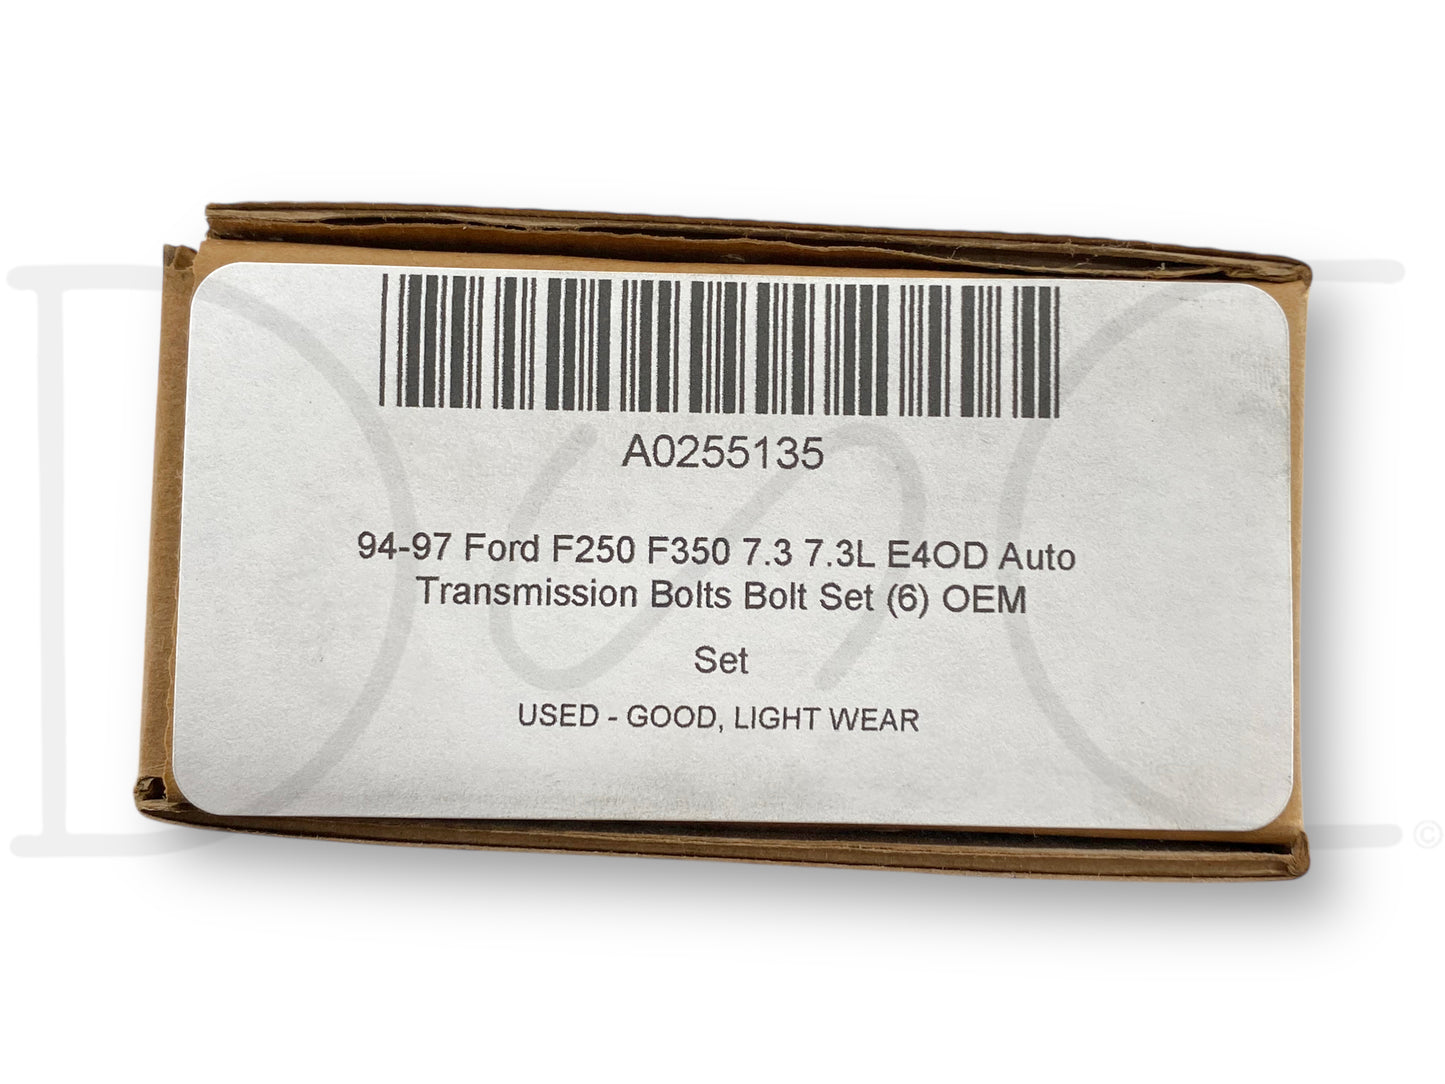 A0255135
94-97 Ford F250 F350 7.3 7.3L E4OD Auto
Transmission Bolts Bolt Set (6) OEM
Set
USED - GOOD, LIGHT WEAR
©